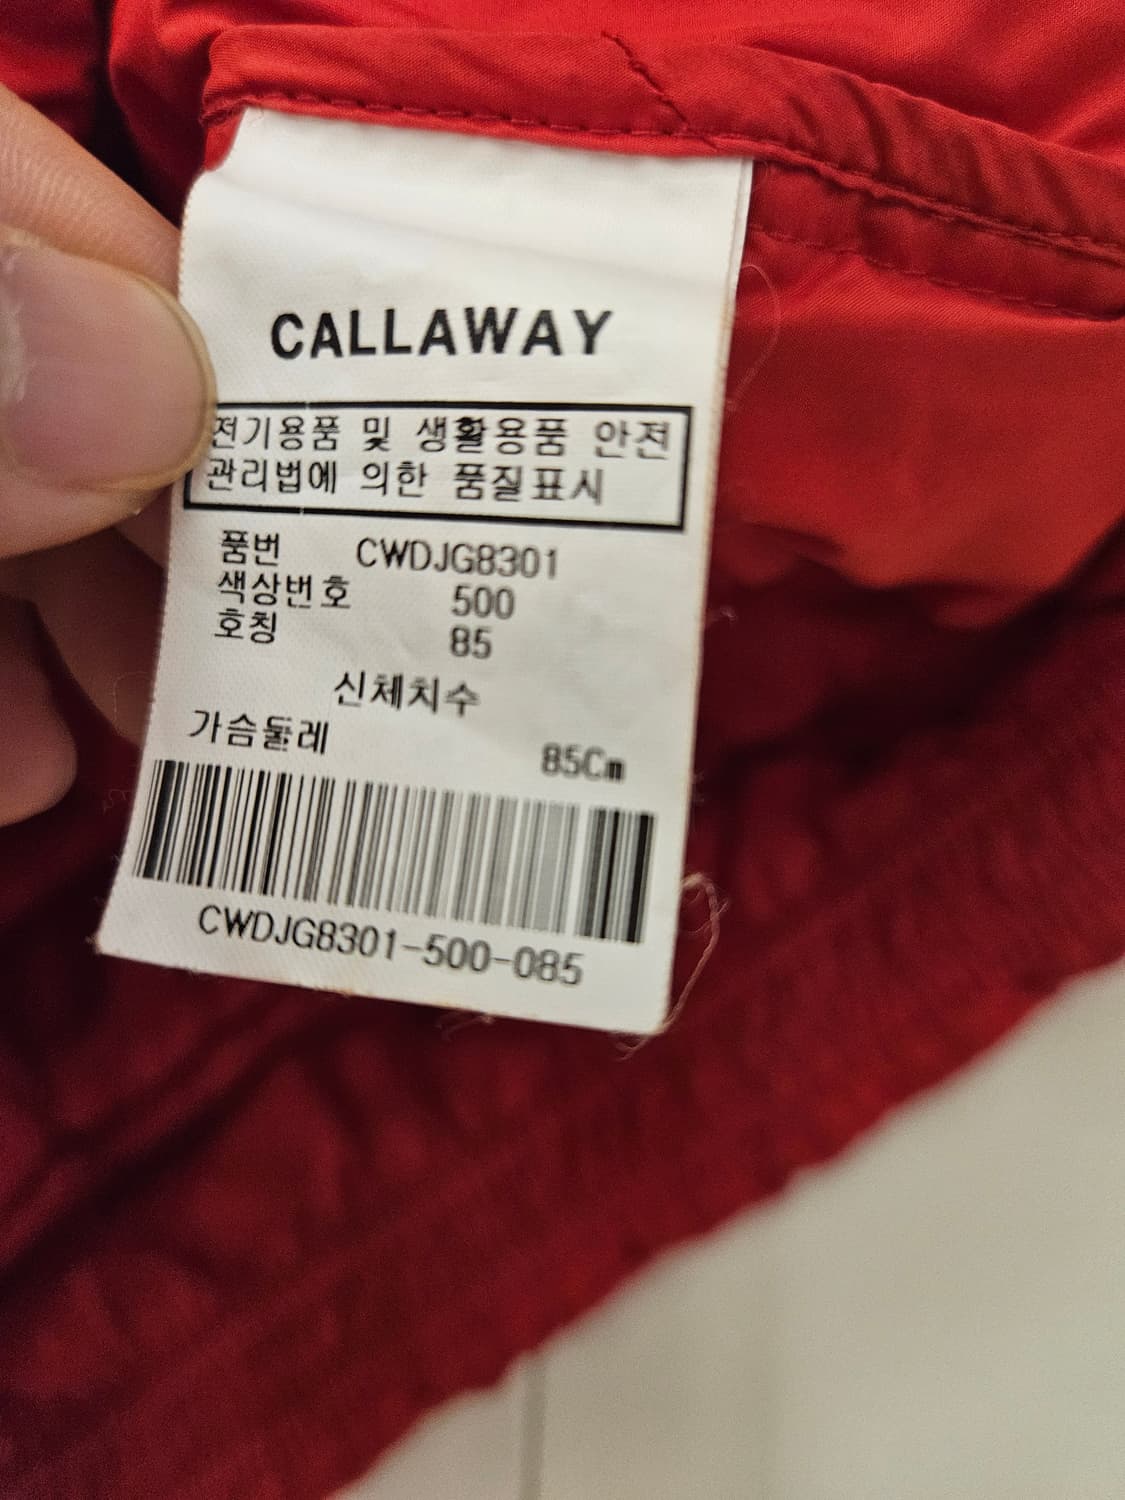 CALLAWAY
전기용품 및 생활용품 안전
관리법에 의한 품질표시
품번 CWDJG8301
색상번호 500
호칭 85
신체치수
가슴둘레 85Cm
CWDJG8301-500-085